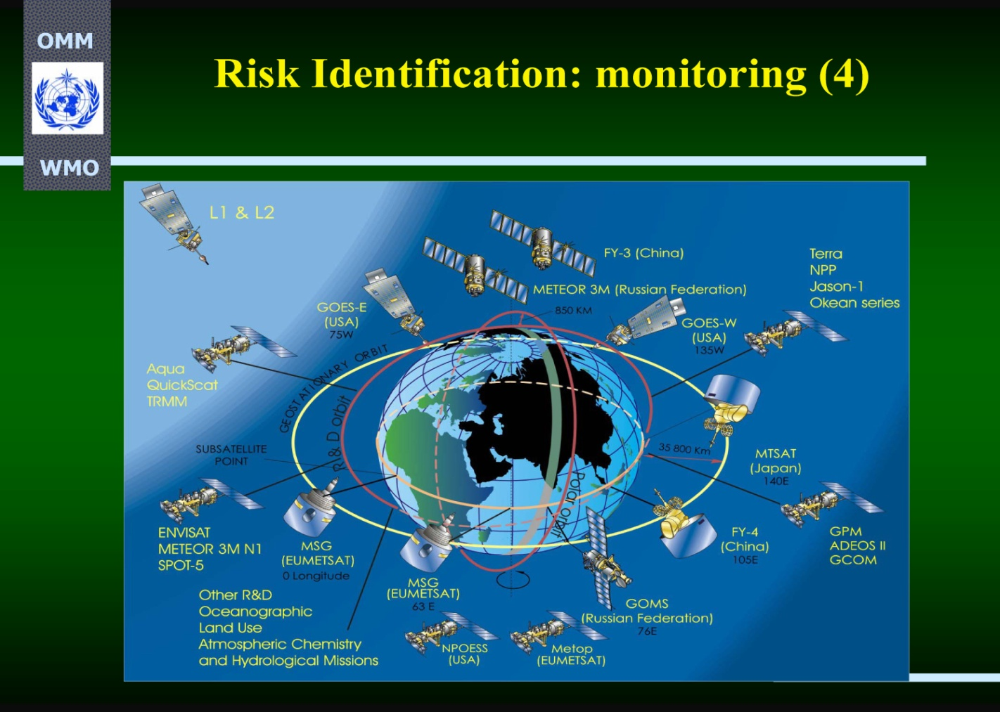 OMM
WMO
Risk Identification: monitoring (4)
L1 & L2
FY-3 (China)
METEOR 3M (Russian Federation)
850 KM
Terra
NPP
Jason-1
Okean series
GOES-E
(USA)
75W
GOES-W
(USA)
135W
Aqua
QuickScat
TRMM
GEOSTATIONARY ORBIT
R & D orbit
SUBSATELLITE
POINT
35 800 Km
MTSAT
(Japan)
140E
Polar orbit
ENVISAT
METEOR 3M N1
SPOT-5
MSG
(EUMETSAT)
0 Longitude
FY-4
(China)
105E
GPM
ADEOS II
GCOM
MSG
(EUMETSAT)
63 E
GOMS
(Russian Federation)
76E
Other R&D
Oceanographic
Land Use
Atmospheric Chemistry
and Hydrological Missions
NPOESS
(USA)
Metop
(EUMETSAT)